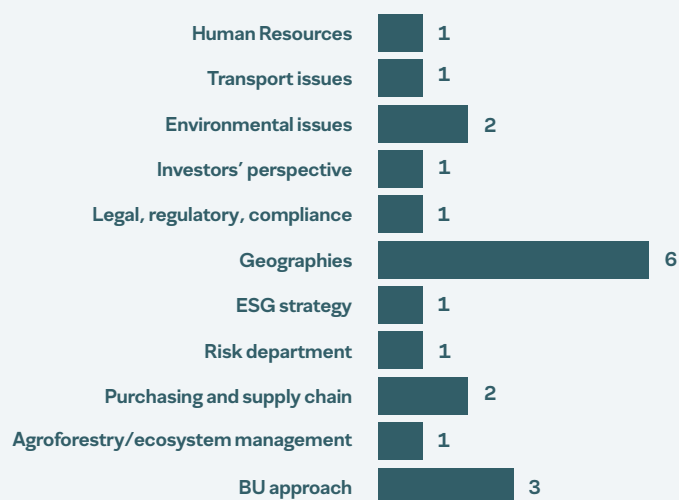 Human Resources 1
Transport issues 1
Environmental issues 2
Investors’ perspective 1
Legal, regulatory, compliance 1
Geographies 6
ESG strategy 1
Risk department 1
Purchasing and supply chain 2
Agroforestry/ecosystem management 1
BU approach 3